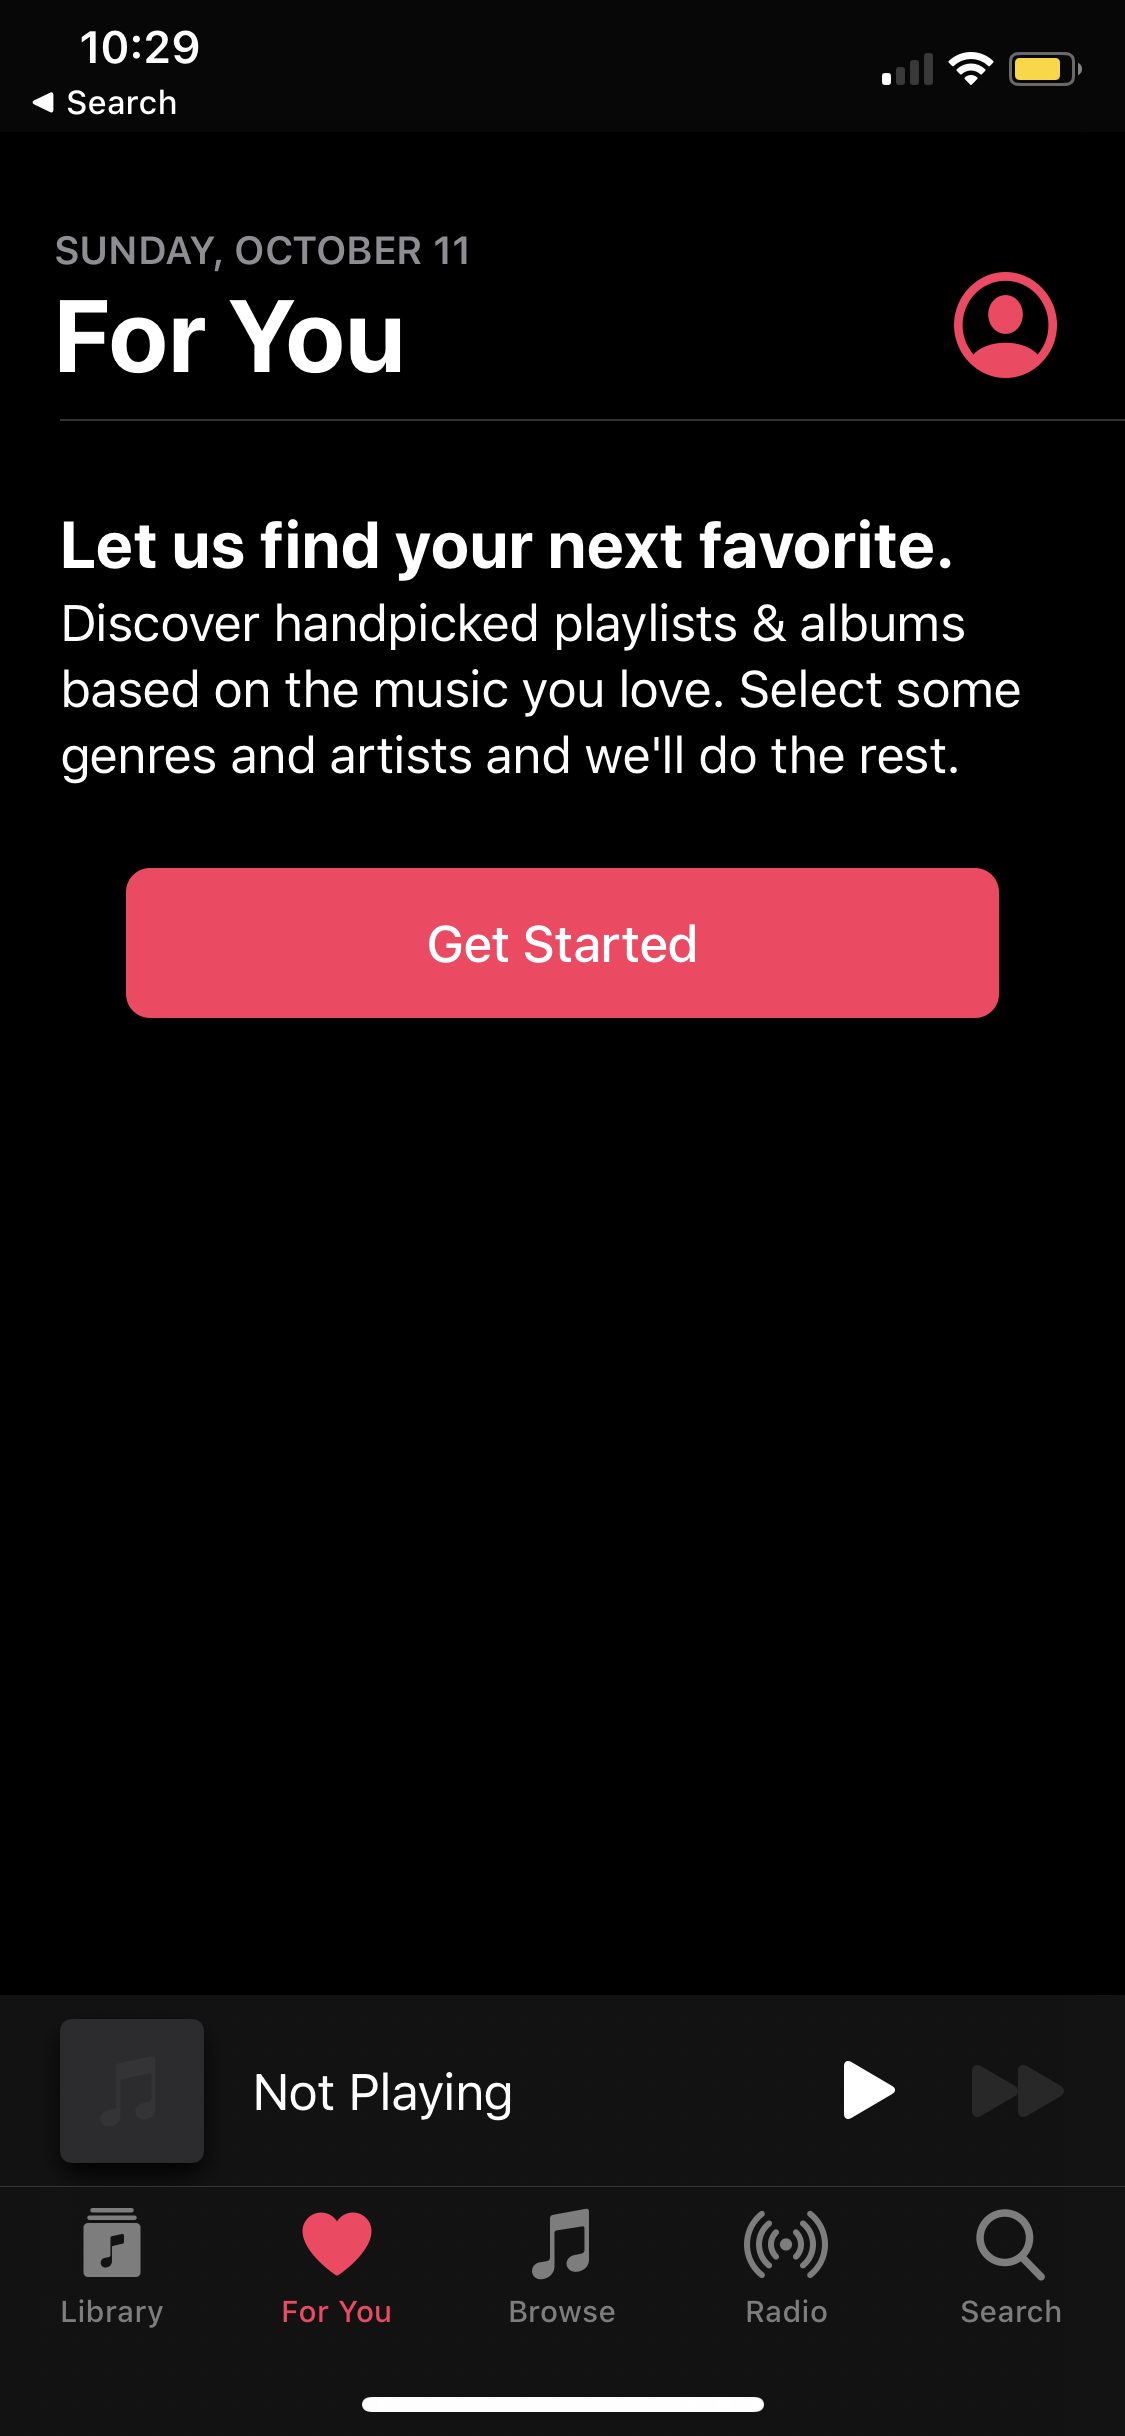 10:29
Search
SUNDAY, OCTOBER 11
For You
Let us find your next favorite.
Discover handpicked playlists & albums
based on the music you love. Select some
genres and artists and we'll do the rest.
Get Started
Not Playing
Library
For You
Browse
Radio
Search